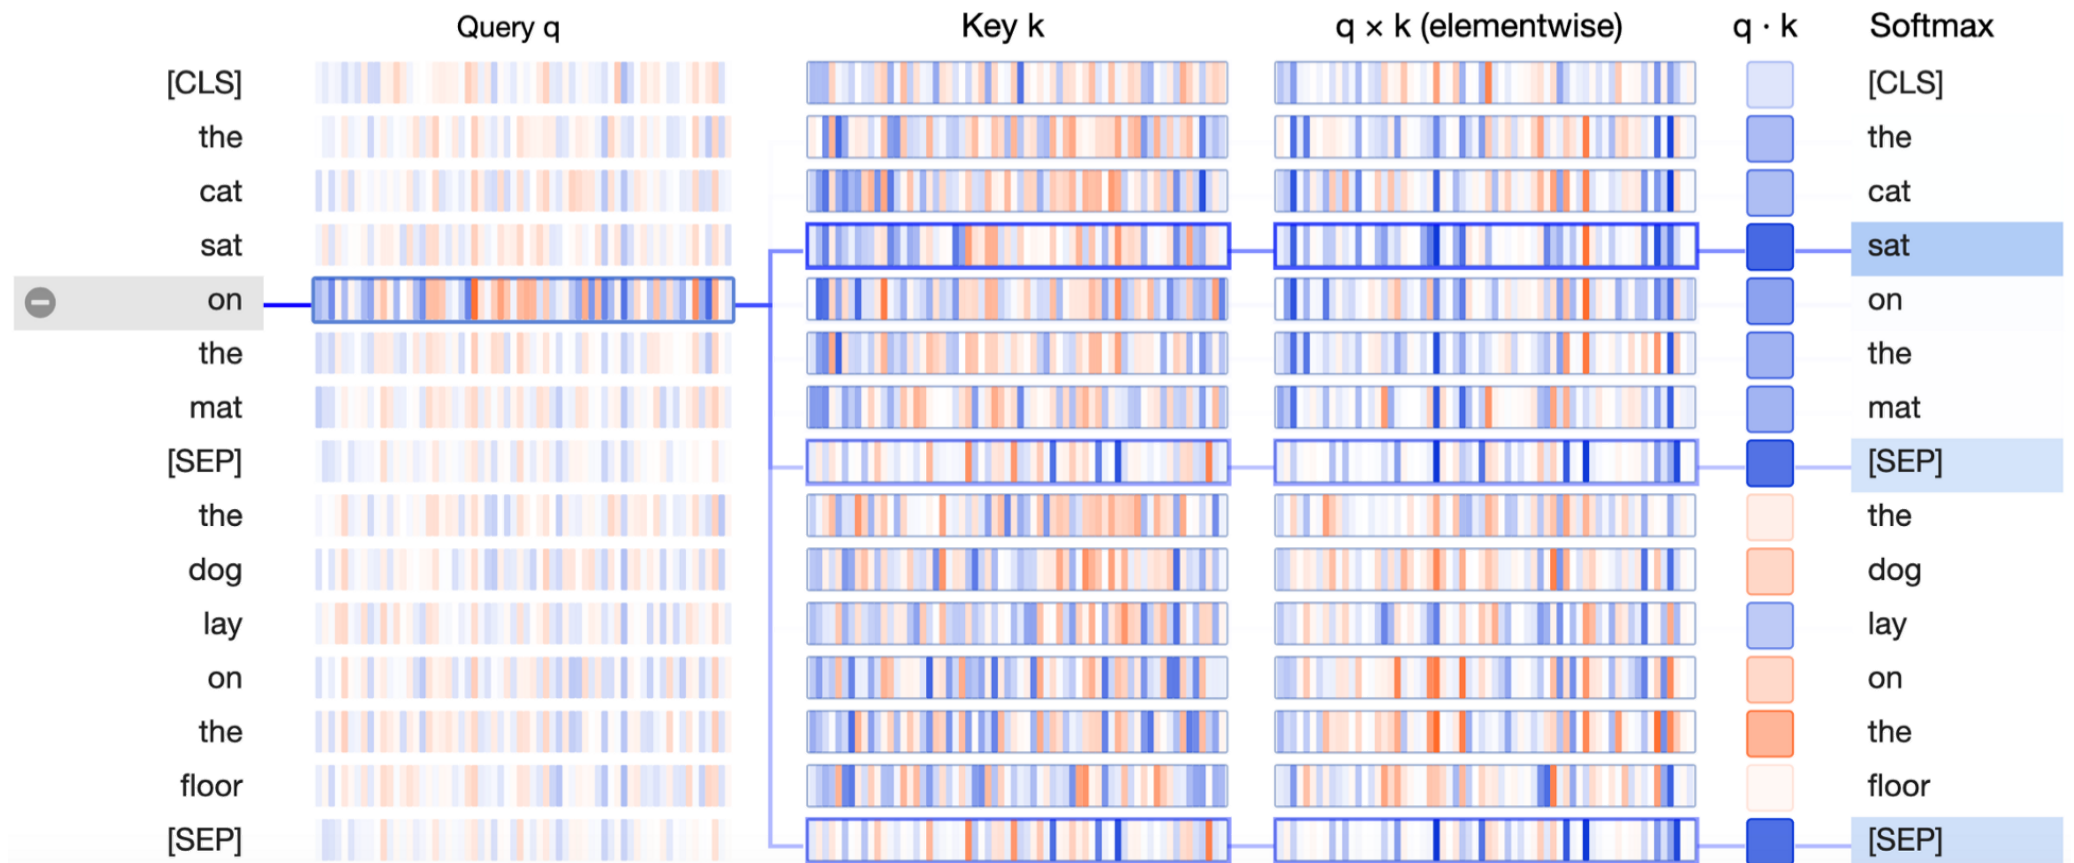 Query q Key k q × k (elementwise) q · k Softmax
[CLS] [CLS]
the the
cat cat
sat sat
on on
the the
mat mat
[SEP] [SEP]
the the
dog dog
lay lay
on on
the the
floor floor
[SEP] [SEP]